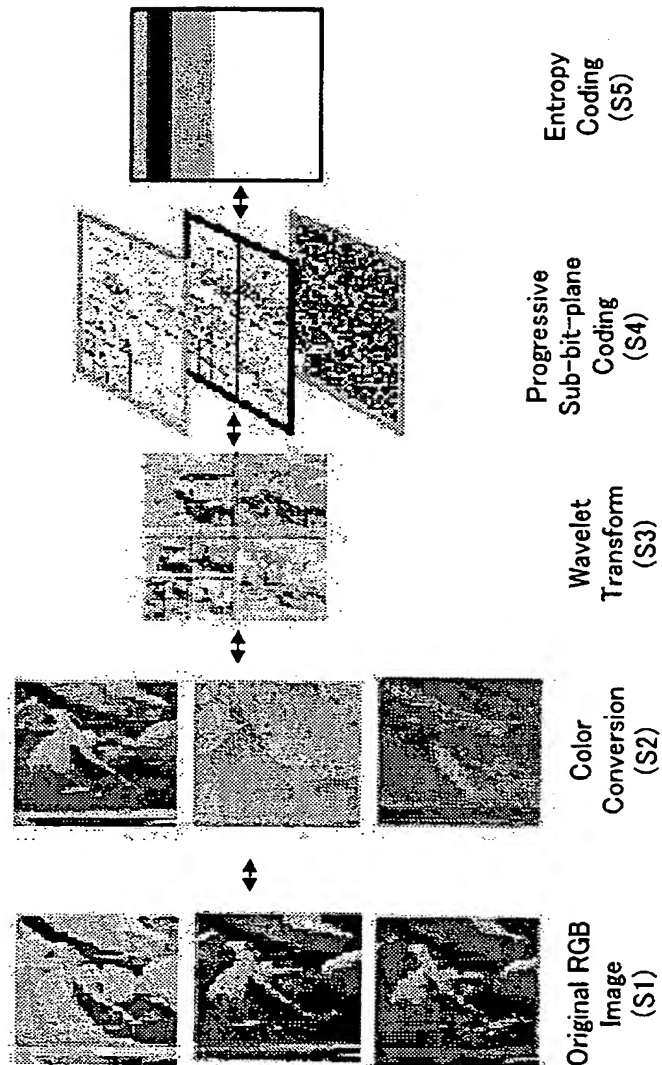 Original RGB
Image
(S1)
Color
Conversion
(S2)
Wavelet
Transform
(S3)
Progressive
Sub-bit-plane
Coding
(S4)
Entropy
Coding
(S5)